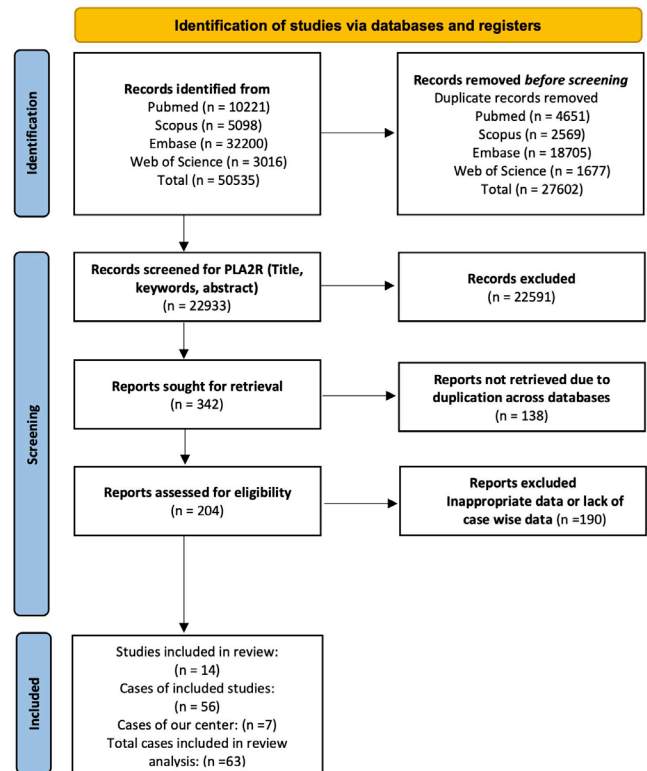 Identification of studies via databases and registers
Identification
Records identified from
Pubmed (n = 10221)
Scopus (n = 5098)
Embase (n = 32200)
Web of Science (n = 3016)
Total (n = 50535)
Records removed before screening
Duplicate records removed
Pubmed (n = 4651)
Scopus (n = 2569)
Embase (n = 18705)
Web of Science (n = 1677)
Total (n = 27602)
Screening
Records screened for PLA2R (Title,
keywords, abstract)
(n = 22933)
Records excluded
(n = 22591)
Reports sought for retrieval
(n = 342)
Reports not retrieved due to
duplication across databases
(n = 138)
Reports assessed for eligibility
(n = 204)
Reports excluded
Inappropriate data or lack of
case wise data (n =190)
Included
Studies included in review:
(n = 14)
Cases of included studies:
(n = 56)
Cases of our center: (n =7)
Total cases included in review
analysis: (n =63)